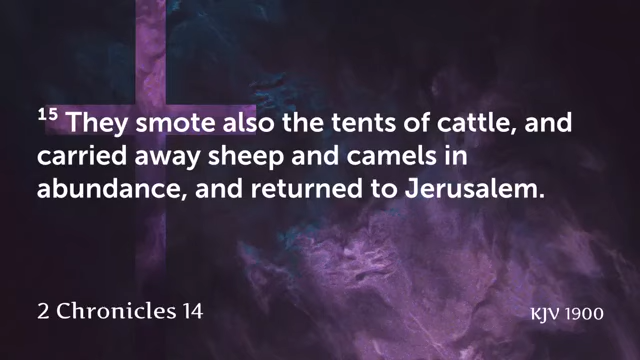 15 They smote also the tents of cattle, and
carried away sheep and camels in
abundance, and returned to Jerusalem.
2 Chronicles 14
KJV 1900